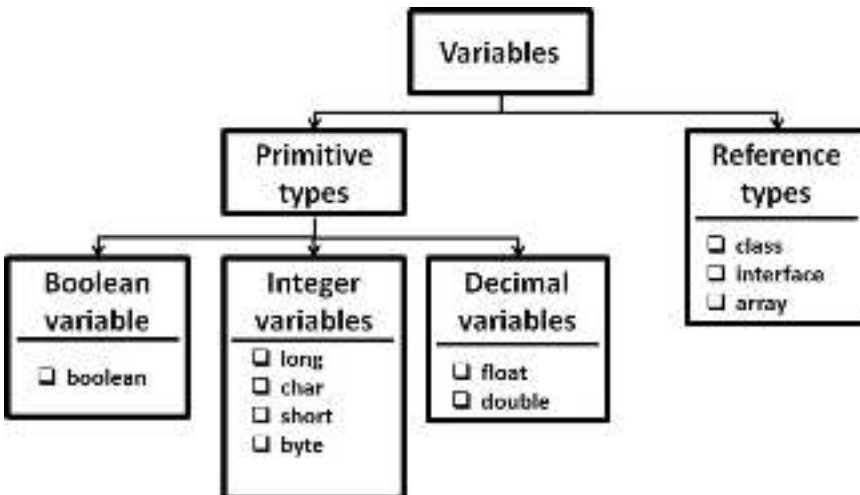 Variables
Primitive
types
Reference
types
❑ class
❑ interface
❑ array
Boolean
variable
❑ boolean
Integer
variables
❑ long
❑ char
❑ short
❑ byte
Decimal
variables
❑ float
❑ double